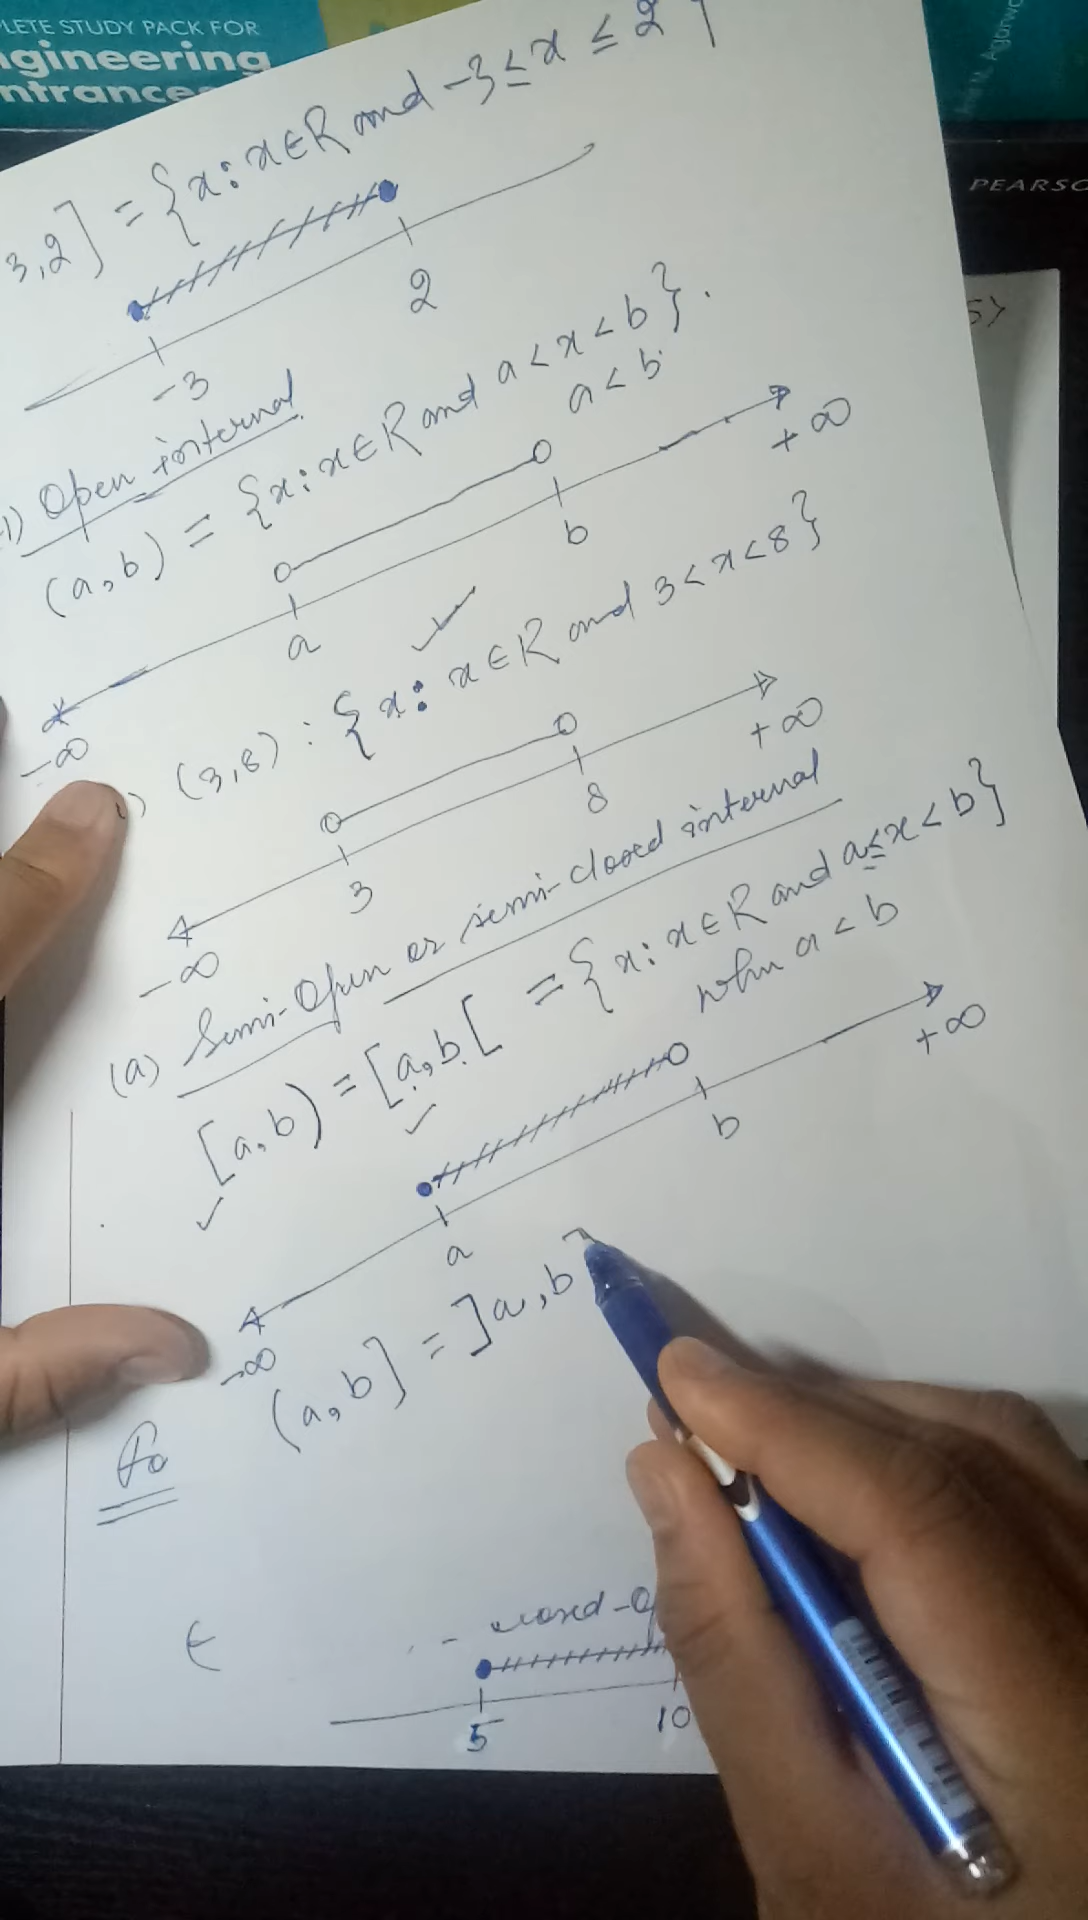 LETE STUDY PACK FOR
ngineering
ntrances
PEARSO
3,2] = {x : x ∈ R and -3 ≤ x ≤ 2}
-3 2
1) Open interval
(a,b) = {x : x ∈ R and a < x < b}.
a < b
-∞ a b +∞
(3,8) : {x : x ∈ R and 3 < x < 8}
-∞ 3 8 +∞
(a) Semi-Open or semi-closed interval
[a,b) = [a,b[ = {x : x ∈ R and a ≤ x < b}
when a < b
-∞ a b +∞
(a,b] = ]a,b
5 10